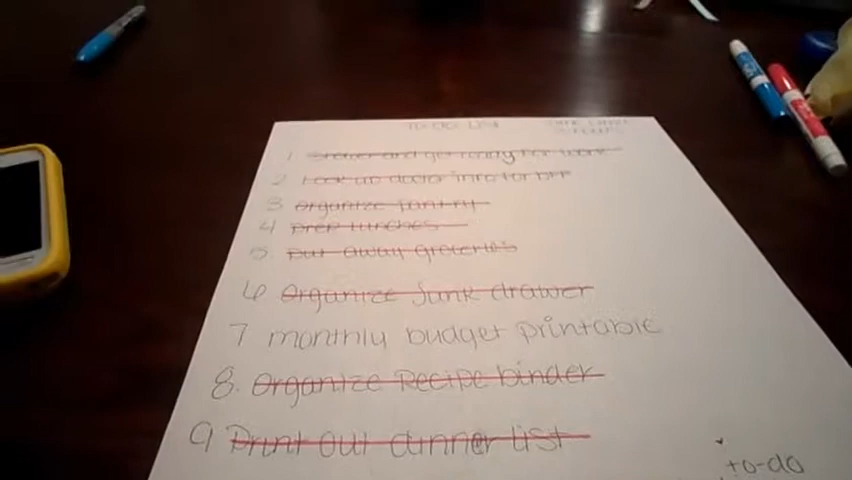 TO DO LIST
1 Shower and get ready for work
2 Look up doctor info for
3 organize pantry
4 prep lunches
5 put away groceries
6 Organize junk drawer
7 monthly budget printable
8. Organize Recipe binder
9 Print out dinner list
to-do